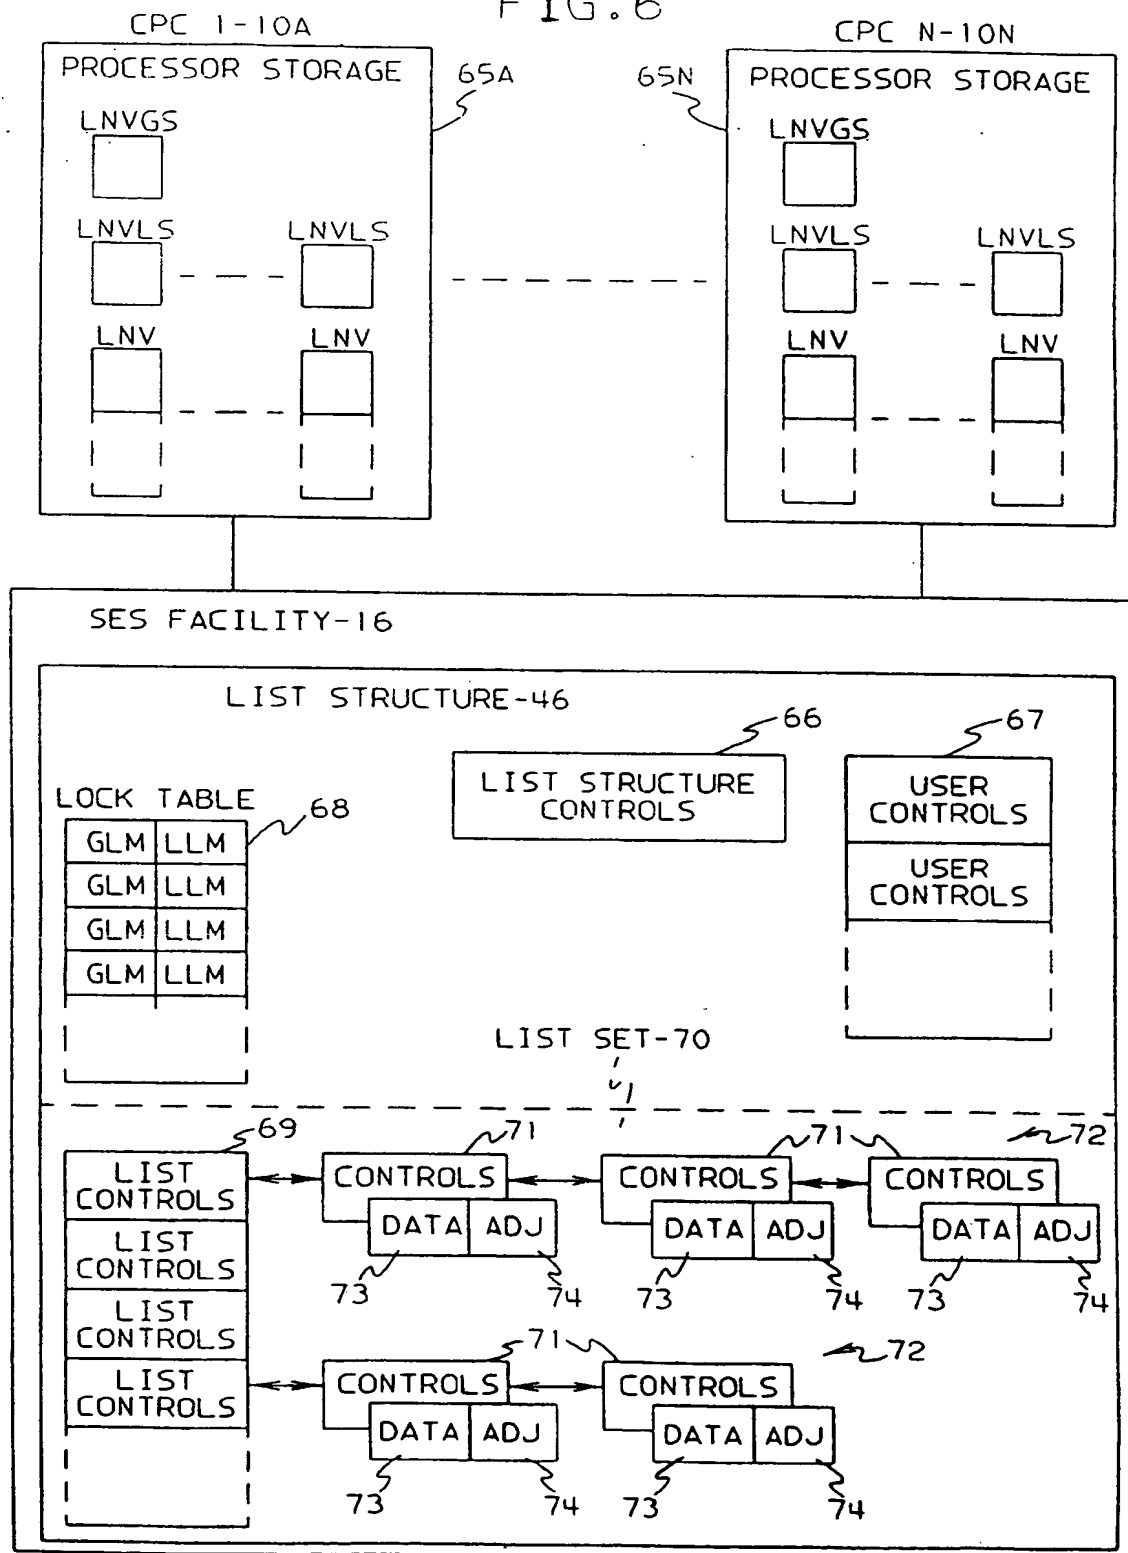 FIG.6
CPC 1-10A
CPC N-10N
PROCESSOR STORAGE
65A
65N
PROCESSOR STORAGE
LNVGS
LNVGS
LNVLS
LNVLS
LNVLS
LNVLS
LNV
LNV
LNV
LNV
SES FACILITY-16
LIST STRUCTURE-46
66
67
LIST STRUCTURE
CONTROLS
USER
CONTROLS
USER
CONTROLS
LOCK TABLE
68
GLM LLM
GLM LLM
GLM LLM
GLM LLM
LIST SET-70
69
71
71
72
LIST
CONTROLS
CONTROLS
CONTROLS
CONTROLS
DATA ADJ
DATA ADJ
DATA ADJ
LIST
CONTROLS
73
74
73
74
73
74
LIST
CONTROLS
71
72
LIST
CONTROLS
CONTROLS
CONTROLS
DATA ADJ
DATA ADJ
73
74
73
74